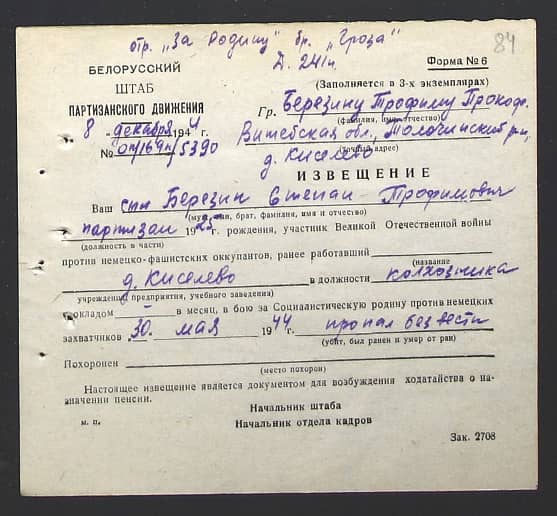 отр. „За Родину" бр. „Гроза"
84
Д. 241 п.
БЕЛОРУССКИЙ
ШТАБ
ПАРТИЗАНСКОГО ДВИЖЕНИЯ
8 декабря 1944 г.
№ оп/169п/5390
Форма № 6
(Заполняется в 3-х экземплярах)
Гр. Березину Трофиму Прокоф.
(фамилия, имя, отчество)
Витебская обл., Толочинский р-н,
д. Киселево
(точный адрес)
ИЗВЕЩЕНИЕ
Ваш сын Березин Степан Трофимович
(муж, сын, брат, фамилия, имя и отчество)
партизан 1925 г. рождения, участник Великой Отечественной войны
(должность в части)
против немецко-фашистских оккупантов, ранее работавший
(название
д. Киселево в должности колхозника
учреждения предприятия, учебного заведения)
с окладом — в месяц, в бою за Социалистическую родину против немецких
захватчиков 30. мая 1944 г. пропал без вести
(убит, был ранен и умер от ран)
Похоронен
(место похорон)
Настоящее извещение является документом для возбуждения ходатайства о на-
значении пенсии.
Начальник штаба
м. п.
Начальник отдела кадров
Зак. 2708